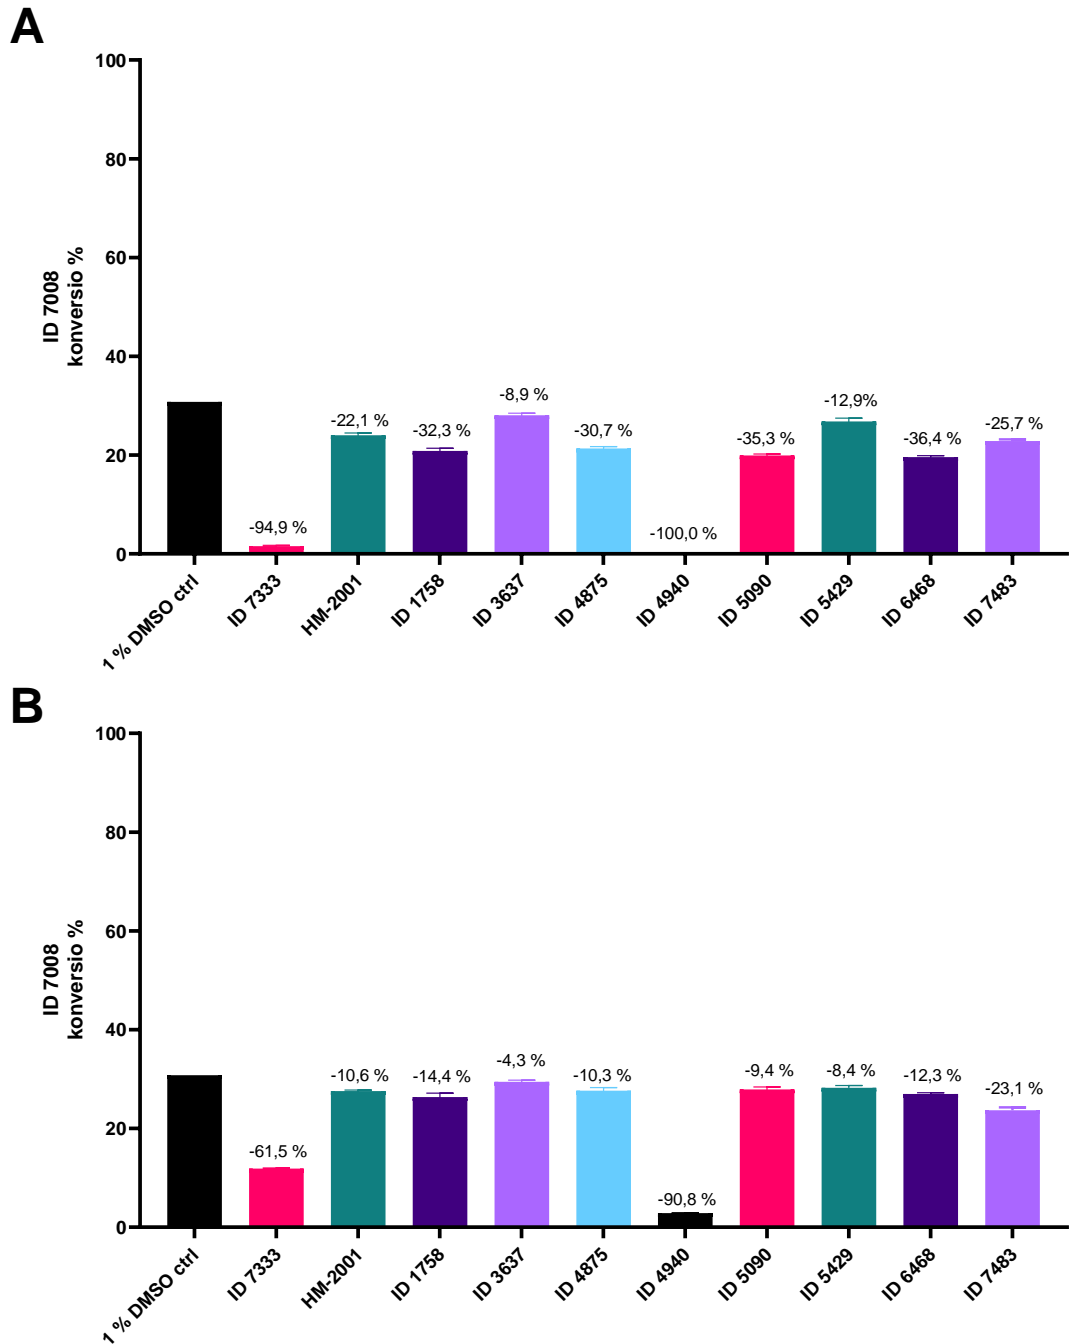 A
100
80
60
40
20
0
ID 7008
konversio %
-94,9 %
-22,1 %
-32,3 %
-8,9 %
-30,7 %
-100,0 %
-35,3 %
-12,9%
-36,4 %
-25,7 %
1 % DMSO ctrl
ID 7333
HM-2001
ID 1758
ID 3637
ID 4875
ID 4940
ID 5090
ID 5429
ID 6468
ID 7483
B
100
80
60
40
20
0
ID 7008
konversio %
-61,5 %
-10,6 %
-14,4 %
-4,3 %
-10,3 %
-90,8 %
-9,4 %
-8,4 %
-12,3 %
-23,1 %
1 % DMSO ctrl
ID 7333
HM-2001
ID 1758
ID 3637
ID 4875
ID 4940
ID 5090
ID 5429
ID 6468
ID 7483